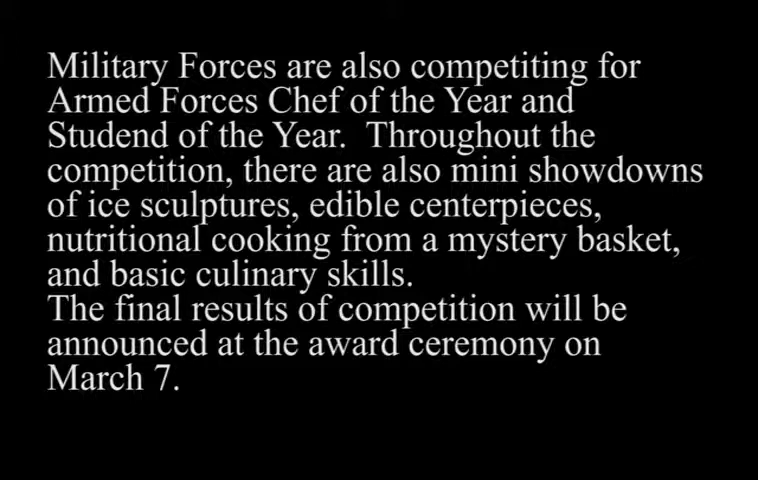 Military Forces are also competiting for
Armed Forces Chef of the Year and
Studend of the Year.  Throughout the
competition, there are also mini showdowns
of ice sculptures, edible centerpieces,
nutritional cooking from a mystery basket,
and basic culinary skills.
The final results of competition will be
announced at the award ceremony on
March 7.